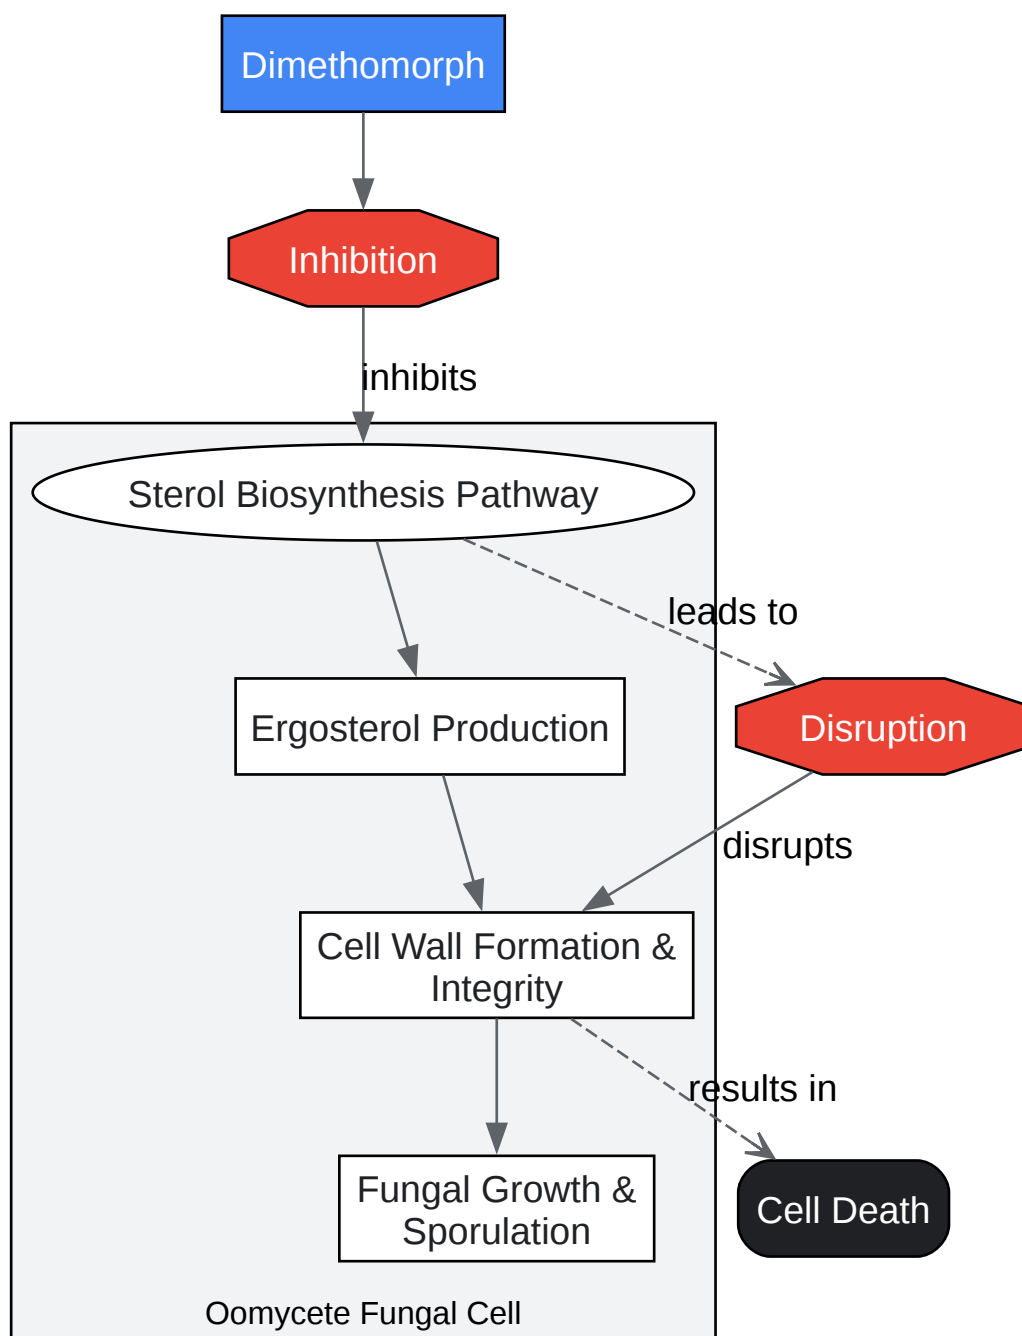 Dimethomorph
Inhibition
inhibits
Sterol Biosynthesis Pathway
leads to
Ergosterol Production
Disruption
disrupts
Cell Wall Formation &
Integrity
results in
Fungal Growth &
Sporulation
Cell Death
Oomycete Fungal Cell